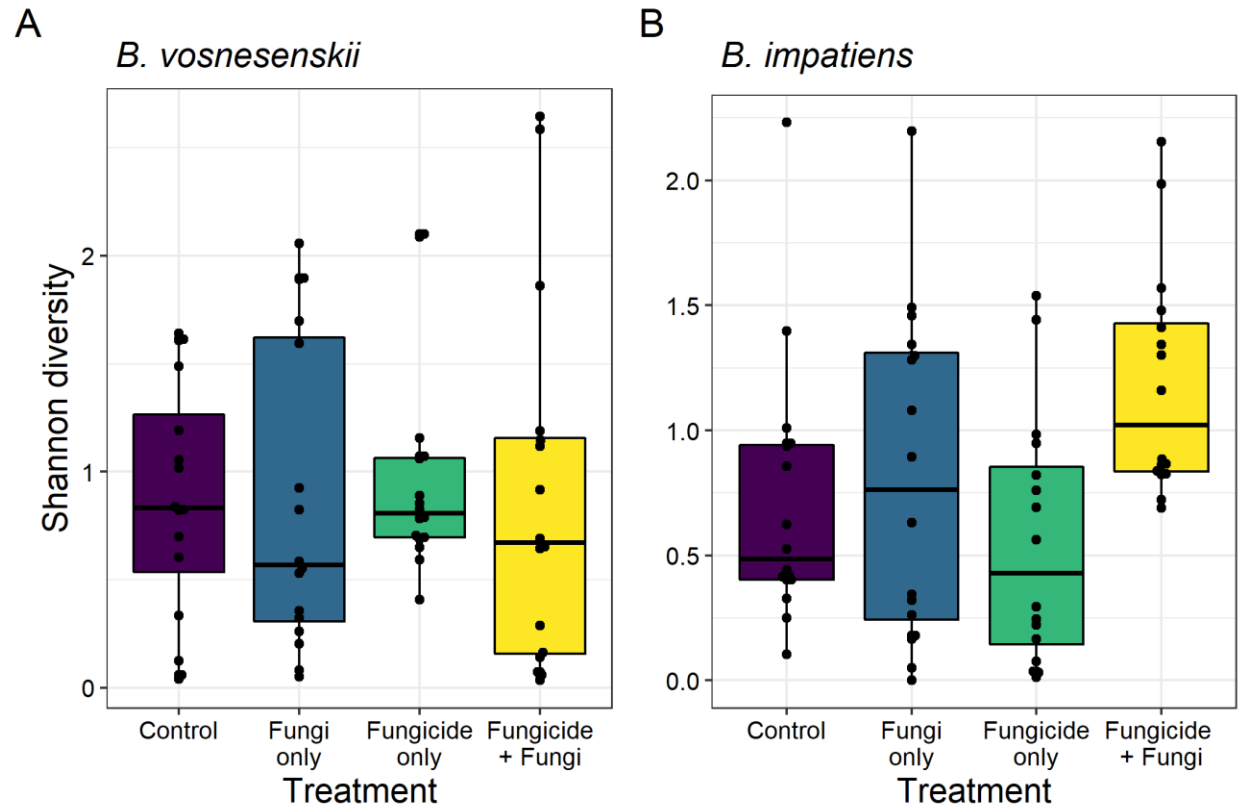 A
B. vosnesenskii
Shannon diversity
2
1
0
Control
Fungi
only
Fungicide
only
Fungicide
+ Fungi
Treatment
B
B. impatiens
2.0
1.5
1.0
0.5
0.0
Control
Fungi
only
Fungicide
only
Fungicide
+ Fungi
Treatment